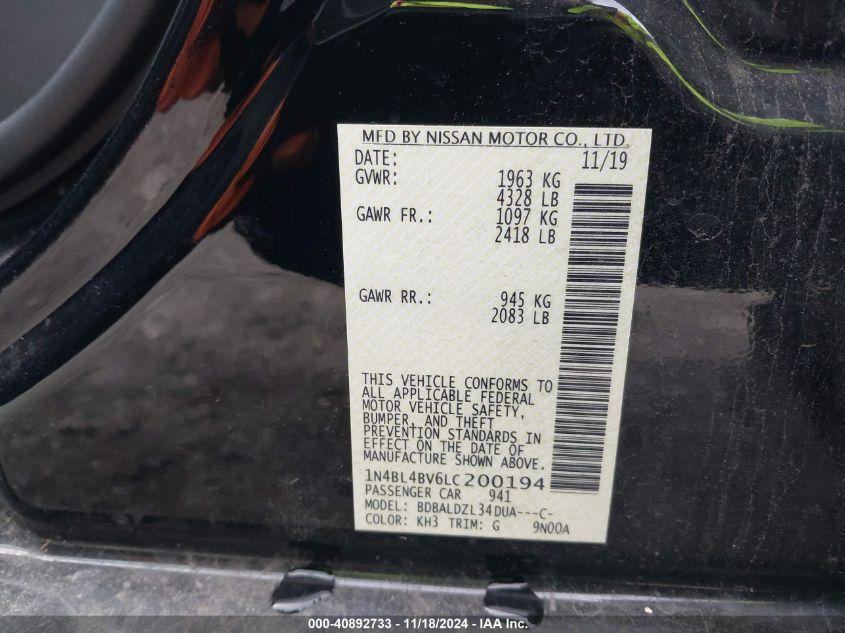 MFD BY NISSAN MOTOR CO., LTD.
DATE: 11/19
GVWR: 1963 KG
4328 LB
GAWR FR.: 1097 KG
2418 LB
GAWR RR.: 945 KG
2083 LB
THIS VEHICLE CONFORMS TO
ALL APPLICABLE FEDERAL
MOTOR VEHICLE SAFETY,
BUMPER, AND THEFT
PREVENTION STANDARDS IN
EFFECT ON THE DATE OF
MANUFACTURE SHOWN ABOVE.
1N4BL4BV6LC200194
PASSENGER CAR 941
MODEL: BDBALDZL34DUA---C-
COLOR: KH3 TRIM: G 9N00A
000-40892733 - 11/18/2024 - IAA Inc.